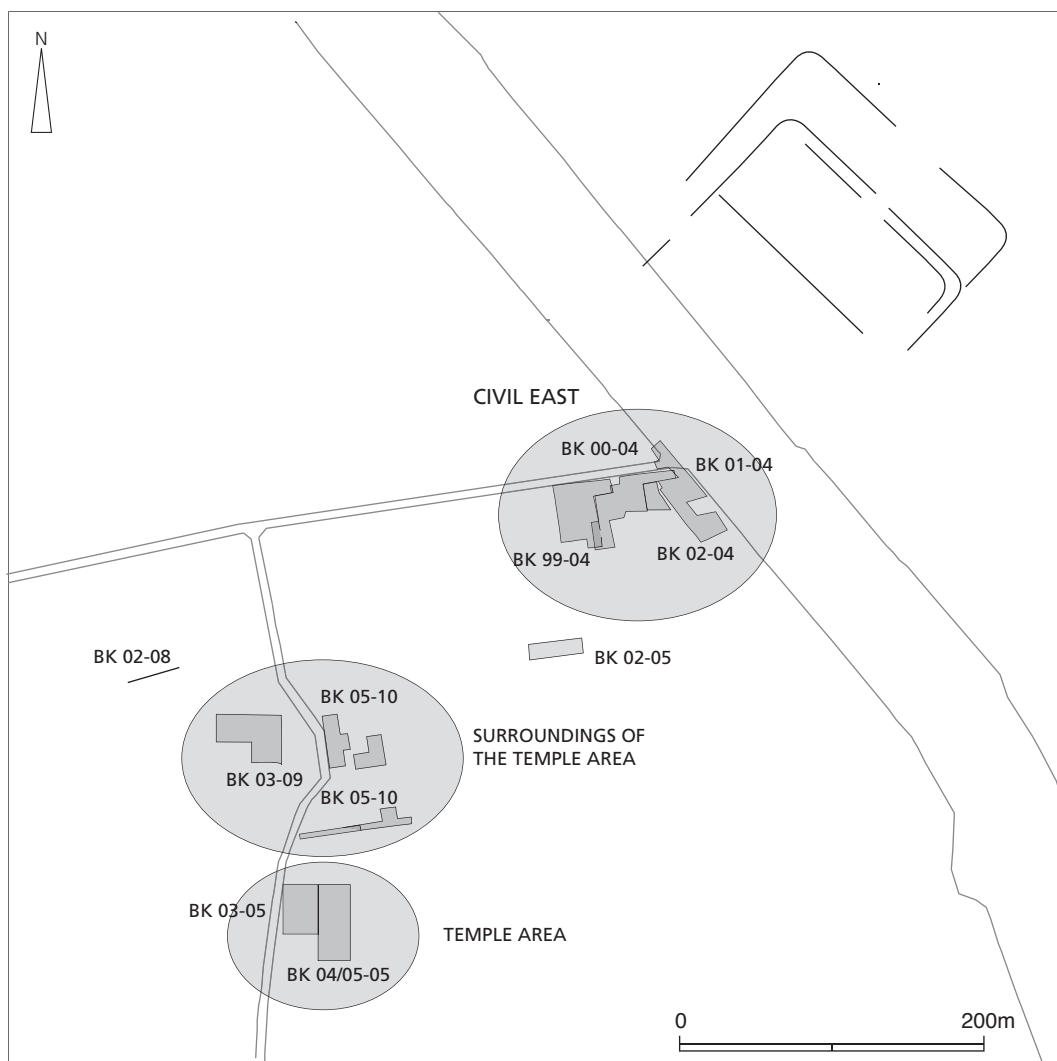 N
CIVIL EAST
BK 00-04
BK 01-04
BK 99-04
BK 02-04
BK 02-05
BK 02-08
BK 05-10
SURROUNDINGS OF
THE TEMPLE AREA
BK 03-09
BK 05-10
BK 03-05
TEMPLE AREA
BK 04/05-05
0
200m